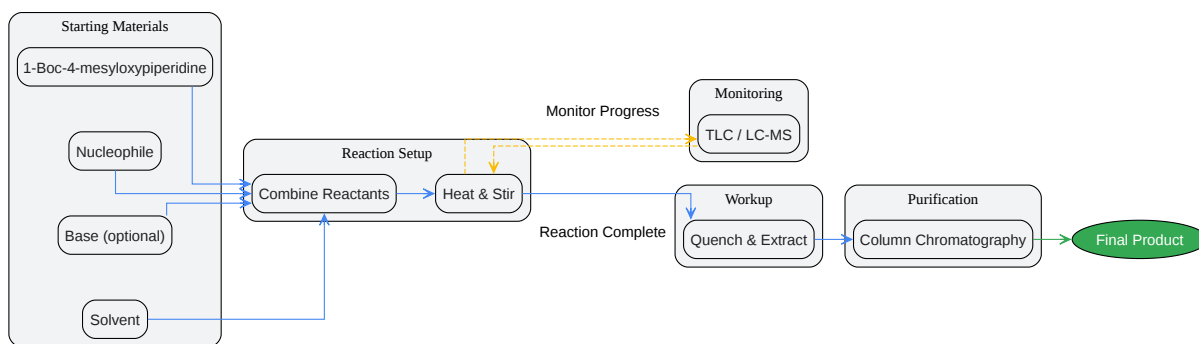 Starting Materials
1-Boc-4-mesyloxypiperidine
Nucleophile
Base (optional)
Solvent
Reaction Setup
Combine Reactants
Heat & Stir
Monitor Progress
Monitoring
TLC / LC-MS
Reaction Complete
Workup
Quench & Extract
Purification
Column Chromatography
Final Product